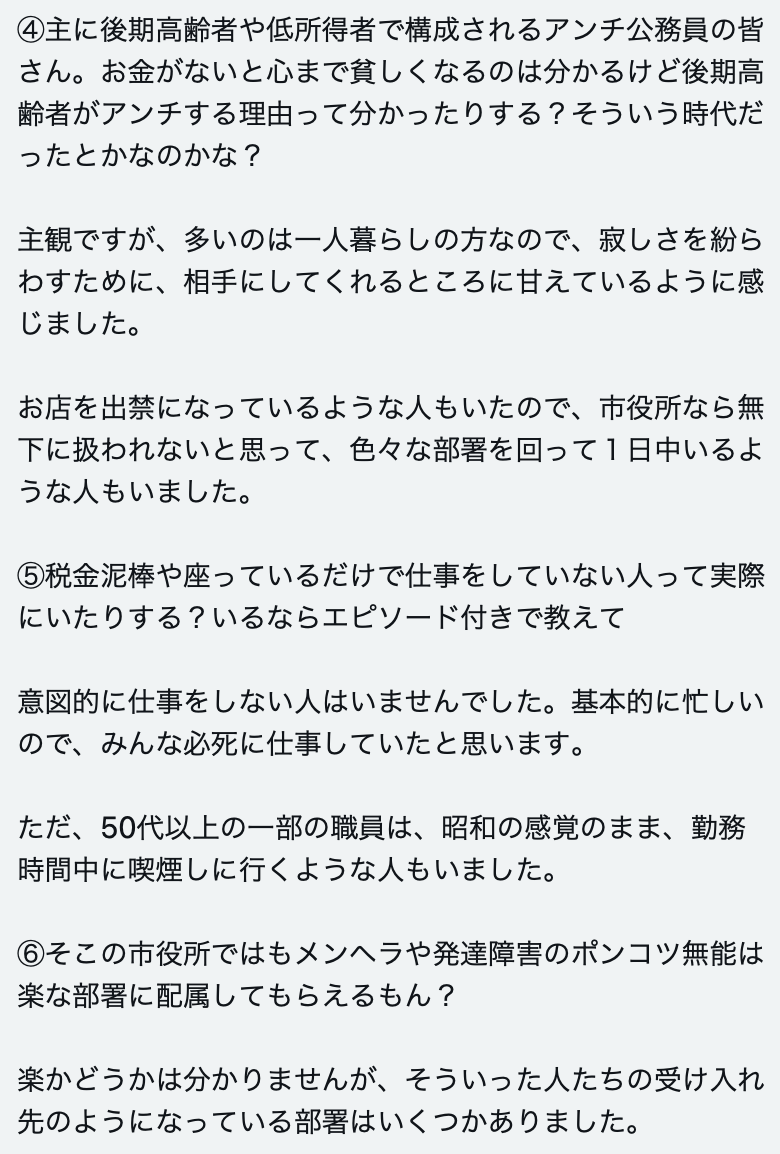 ④主に後期高齢者や低所得者で構成されるアンチ公務員の皆
さん。お金がないと心まで貧しくなるのは分かるけど後期高
齢者がアンチする理由って分かったりする？そういう時代だ
ったとかなのかな？
主観ですが、多いのは一人暮らしの方なので、寂しさを紛ら
わすために、相手にしてくれるところに甘えているように感
じました。
お店を出禁になっているような人もいたので、市役所なら無
下に扱われないと思って、色々な部署を回って１日中いるよ
うな人もいました。
⑤税金泥棒や座っているだけで仕事をしていない人って実際
にいたりする？いるならエピソード付きで教えて
意図的に仕事をしない人はいませんでした。基本的に忙しい
ので、みんな必死に仕事していたと思います。
ただ、50代以上の一部の職員は、昭和の感覚のまま、勤務
時間中に喫煙しに行くような人もいました。
⑥そこの市役所ではもメンヘラや発達障害のポンコツ無能は
楽な部署に配属してもらえるもん？
楽かどうかは分かりませんが、そういった人たちの受け入れ
先のようになっている部署はいくつかありました。